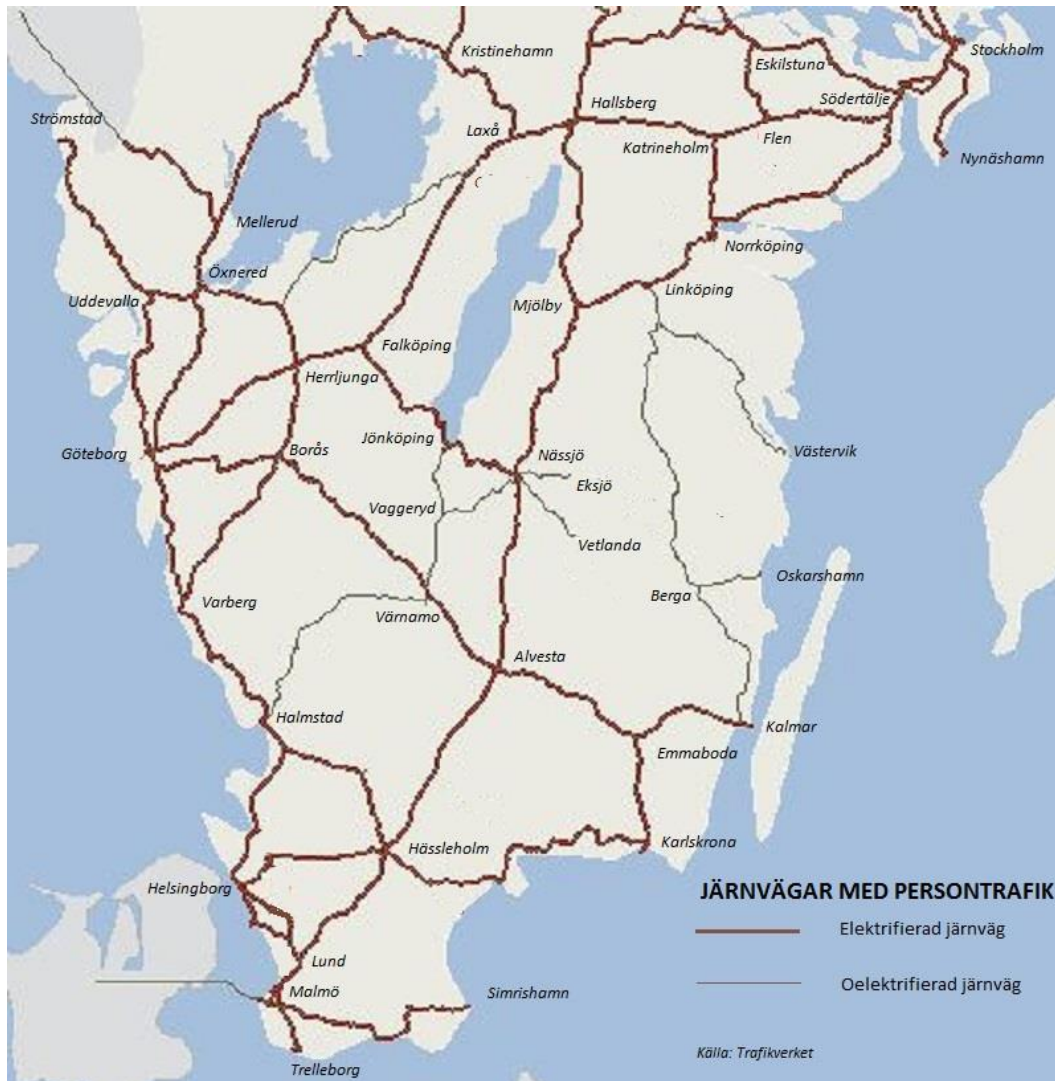 Kristinehamn
Stockholm
Eskilstuna
Strömstad
Hallsberg
Södertälje
Laxå
Katrineholm
Flen
Nynäshamn
Mellerud
Norrköping
Öxnered
Uddevalla
Mjölby
Linköping
Falköping
Herrljunga
Jönköping
Göteborg
Borås
Nässjö
Västervik
Eksjö
Vaggeryd
Vetlanda
Oskarshamn
Berga
Varberg
Värnamo
Alvesta
Halmstad
Kalmar
Emmaboda
Hässleholm
Karlskrona
Helsingborg
JÄRNVÄGAR MED PERSONTRAFIK
Elektrifierad järnväg
Lund
Oelektrifierad järnväg
Malmö
Simrishamn
Källa: Trafikverket
Trelleborg